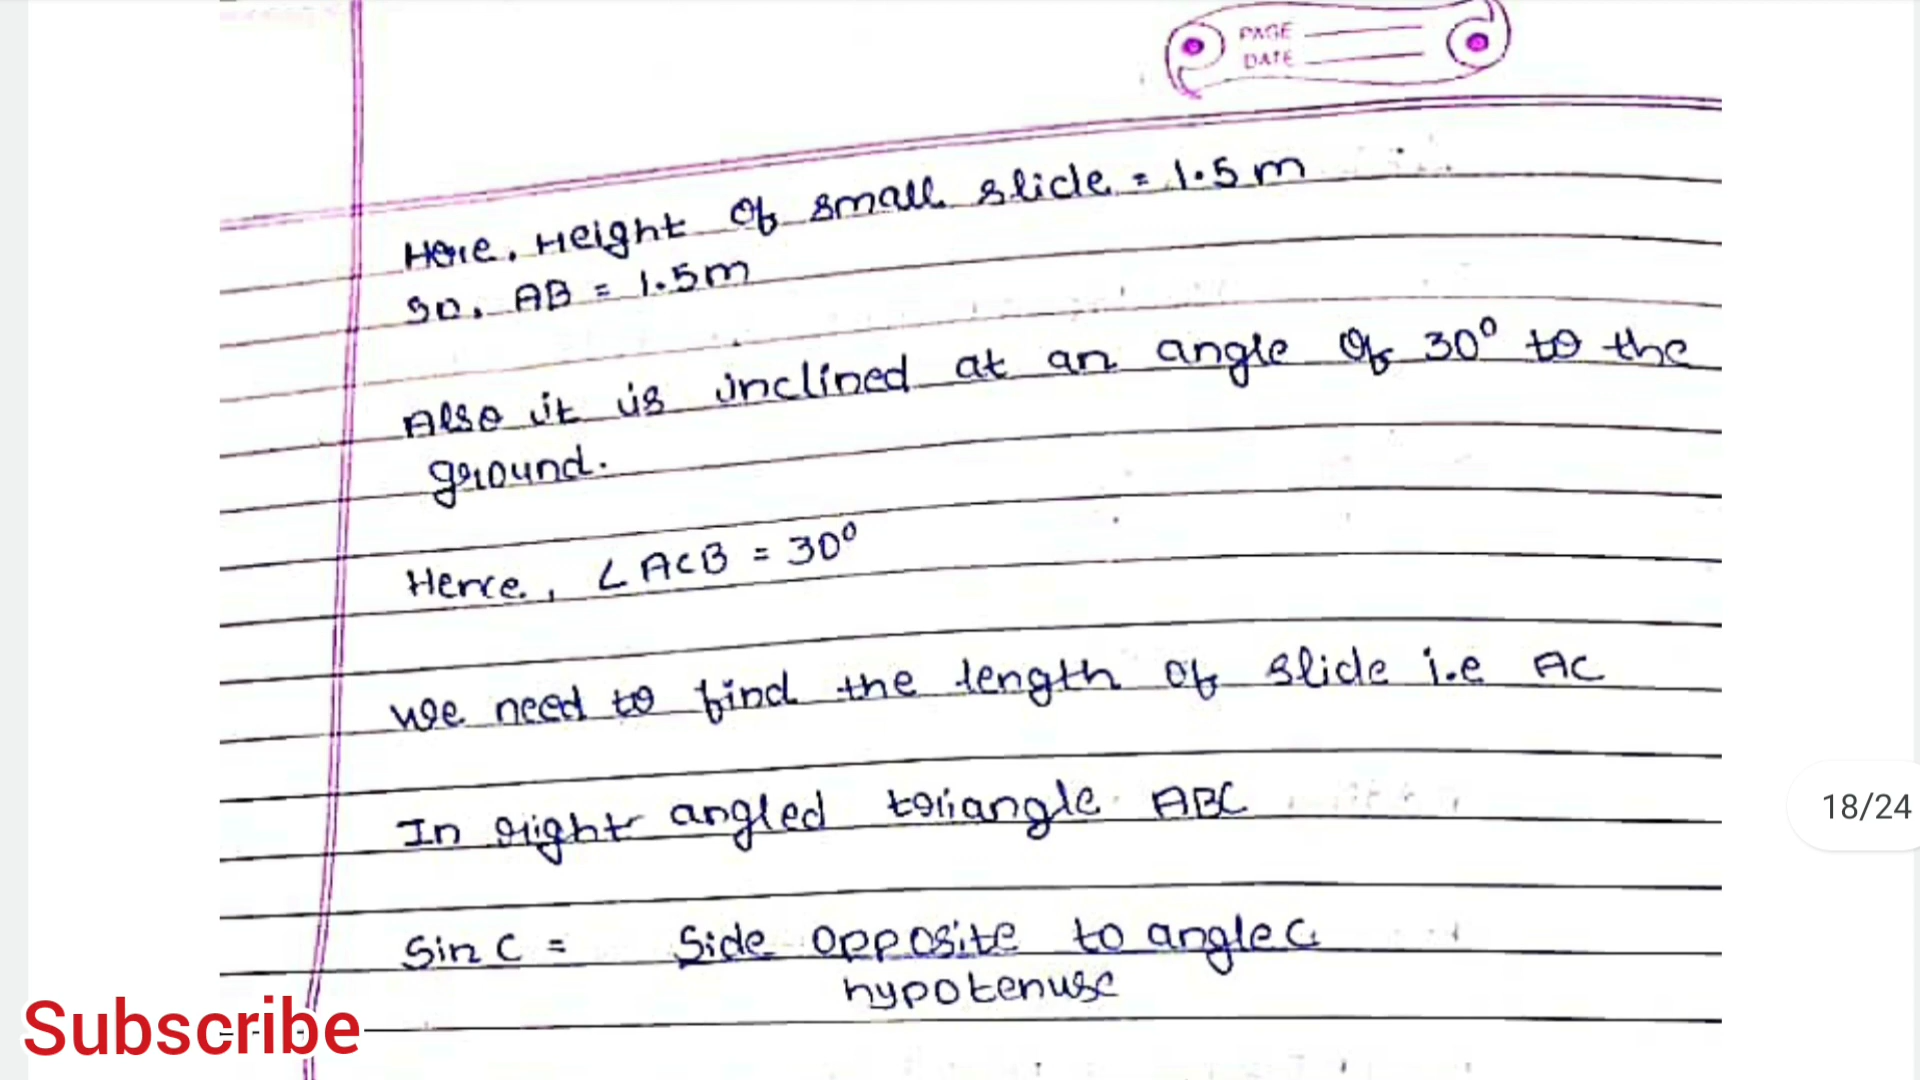 PAGE
DATE
Here, Height of small slide = 1.5 m
So, AB = 1.5m
Also it is inclined at an angle of 30° to the
ground.
Hence, ∠ACB = 30°
we need to find the length of slide i.e AC
In right angled triangle ABC
Sin C = Side opposite to angle C
hypotenuse
18/24
Subscribe